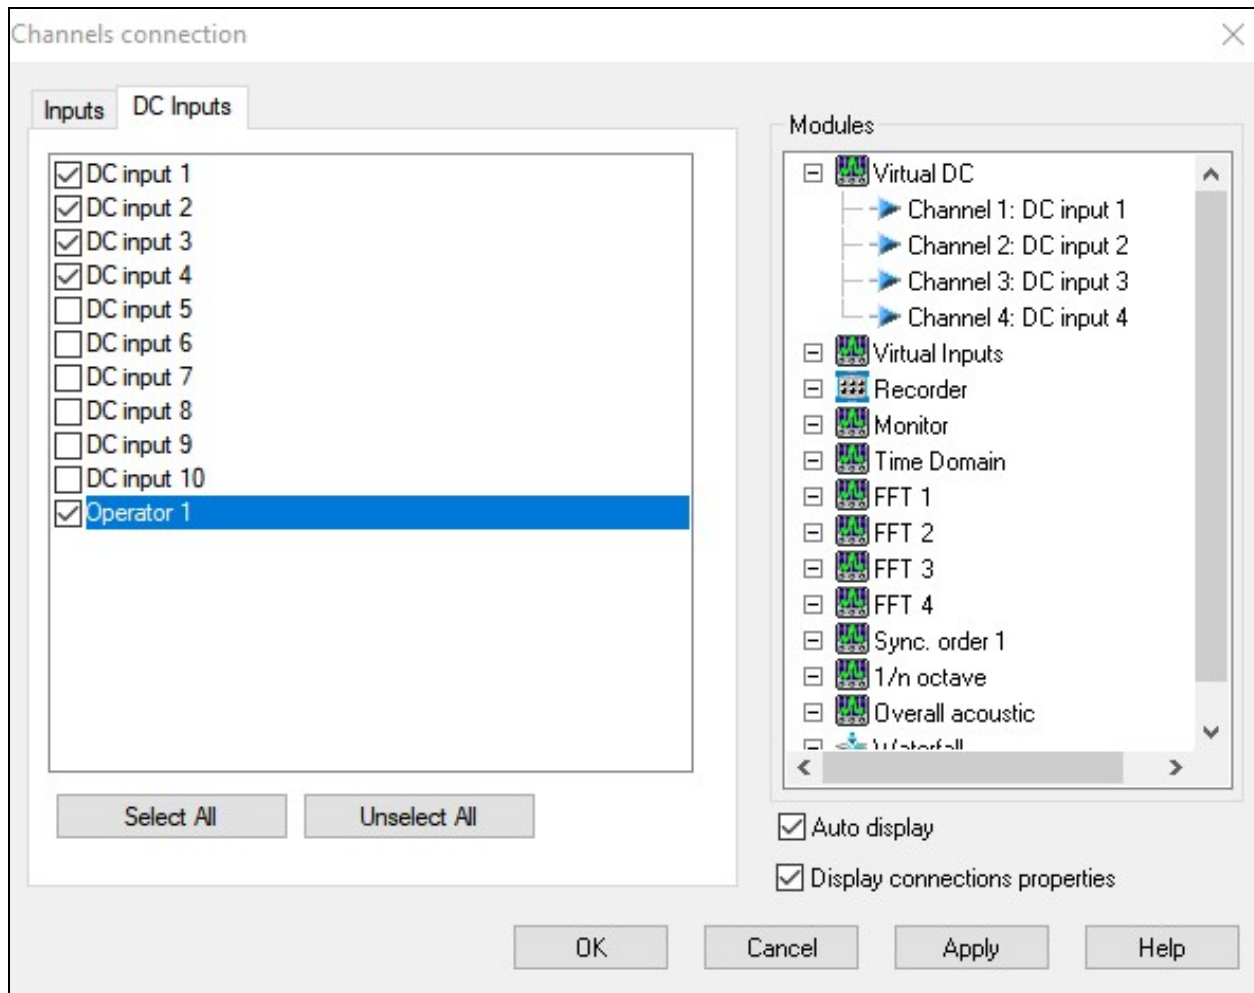 Channels connection
Inputs
DC Inputs
DC input 1
DC input 2
DC input 3
DC input 4
DC input 5
DC input 6
DC input 7
DC input 8
DC input 9
DC input 10
Operator 1
Select All
Unselect All
Modules
Virtual DC
Channel 1: DC input 1
Channel 2: DC input 2
Channel 3: DC input 3
Channel 4: DC input 4
Virtual Inputs
Recorder
Monitor
Time Domain
FFT 1
FFT 2
FFT 3
FFT 4
Sync. order 1
1/n octave
Overall acoustic
Waterfall
Auto display
Display connections properties
OK
Cancel
Apply
Help